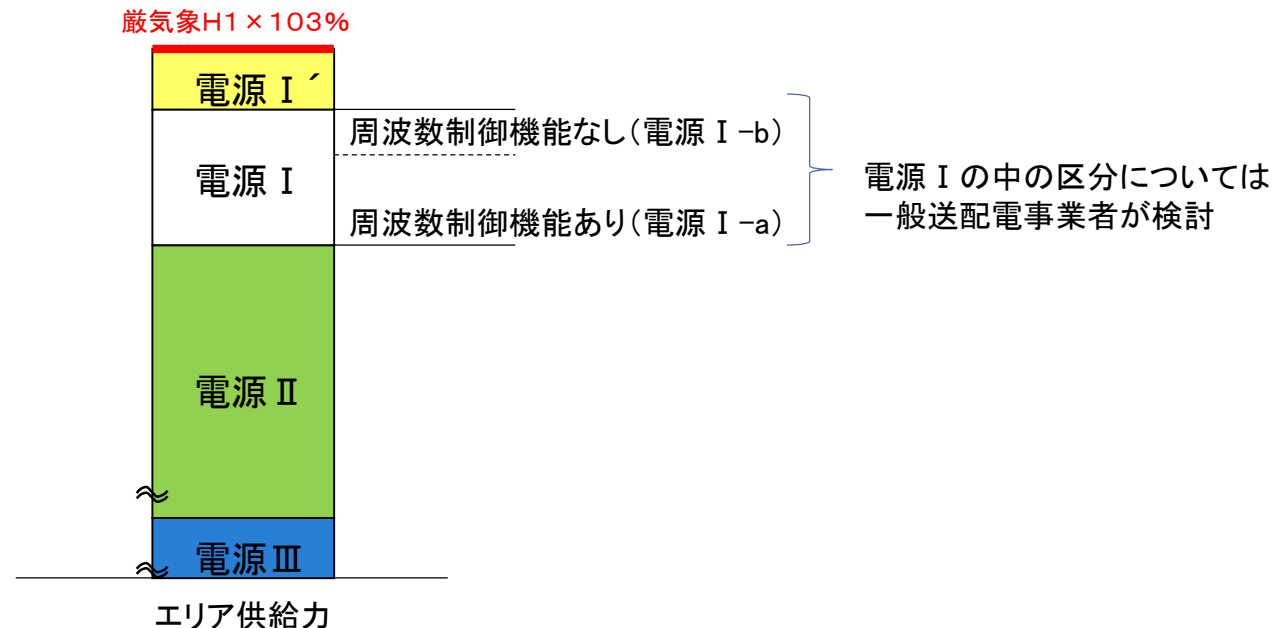 厳気象H1×103%
電源Ⅰ´
周波数制御機能なし(電源Ⅰ-b)
電源Ⅰ
周波数制御機能あり(電源Ⅰ-a)
電源Ⅰの中の区分については
一般送配電事業者が検討
電源Ⅱ
電源Ⅲ
エリア供給力